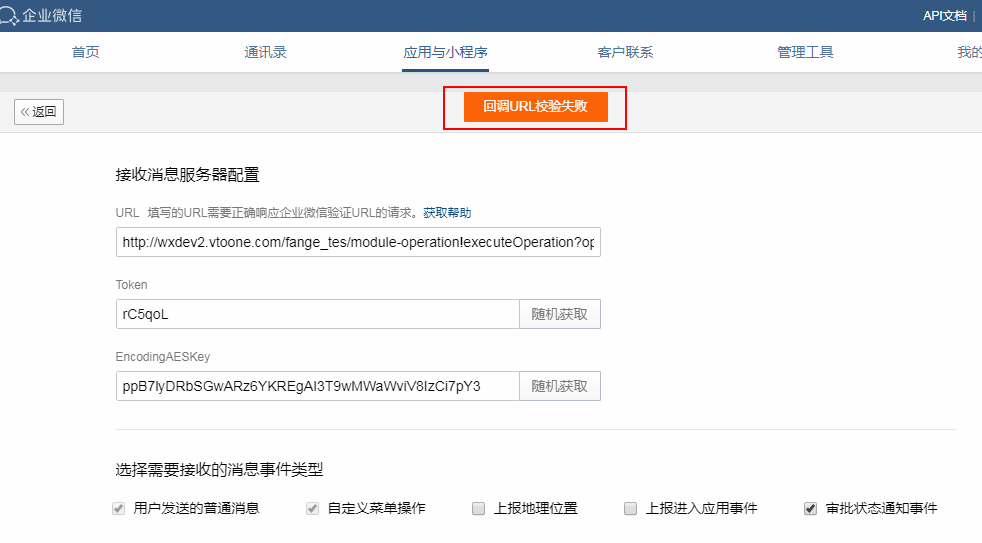 企业微信
API文档
首页 通讯录 应用与小程序 客户联系 管理工具 我的
返回 回调URL校验失败
接收消息服务器配置
URL 填写的URL需要正确响应企业微信验证URL的请求。获取帮助
http://wxdev2.vtoone.com/fange_tes/module-operation!executeOperation?op
Token
rC5qoL 随机获取
EncodingAESKey
ppB7lyDRbSGwARz6YKREgAI3T9wMWaWviV8IzCi7pY3 随机获取
选择需要接收的消息事件类型
用户发送的普通消息 自定义菜单操作 上报地理位置 上报进入应用事件 审批状态通知事件